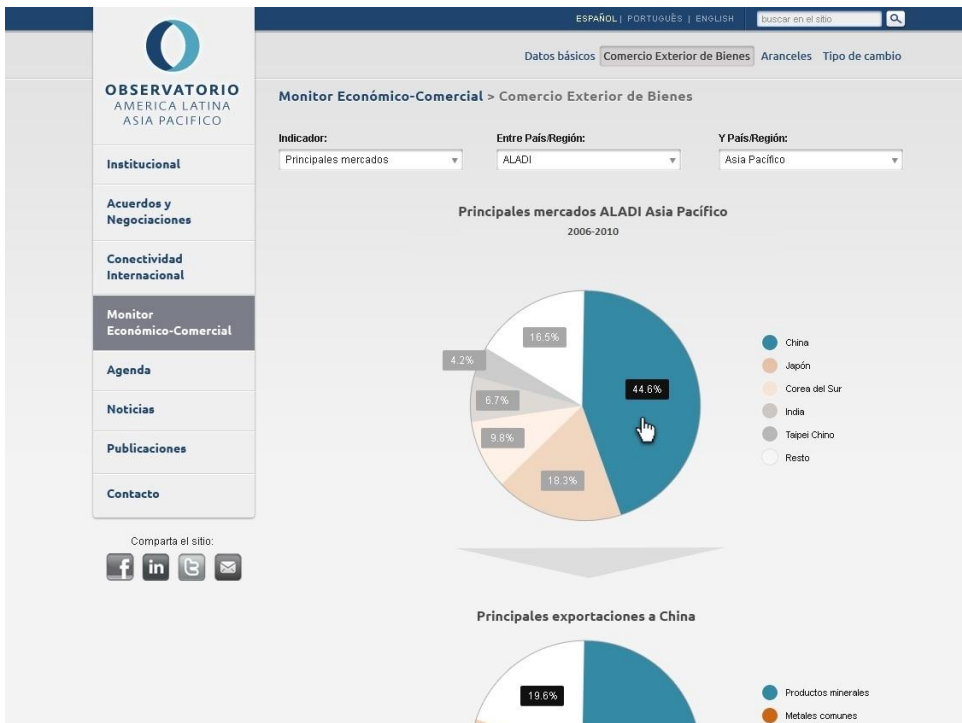 ESPAÑOL | PORTUGUÊS | ENGLISH
buscar en el sitio
OBSERVATORIO
AMERICA LATINA
ASIA PACIFICO
Datos básicos Comercio Exterior de Bienes Aranceles Tipo de cambio
Monitor Económico-Comercial > Comercio Exterior de Bienes
Indicador:
Principales mercados
Entre País/Región:
ALADI
Y País/Región:
Asia Pacífico
Institucional
Acuerdos y
Negociaciones
Conectividad
Internacional
Monitor
Económico-Comercial
Agenda
Noticias
Publicaciones
Contacto
Comparta el sitio:
Principales mercados ALADI Asia Pacífico
2006-2010
16.5%
4.2%
6.7%
9.8%
18.3%
44.6%
China
Japón
Corea del Sur
India
Taipei Chino
Resto
Principales exportaciones a China
19.6%
Productos minerales
Metales comunes